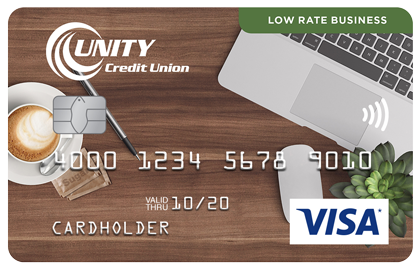 LOW RATE BUSINESS
UNITY
Credit Union
4000 1234 5678 9010
VALID
THRU 10/20
CARDHOLDER
VISA